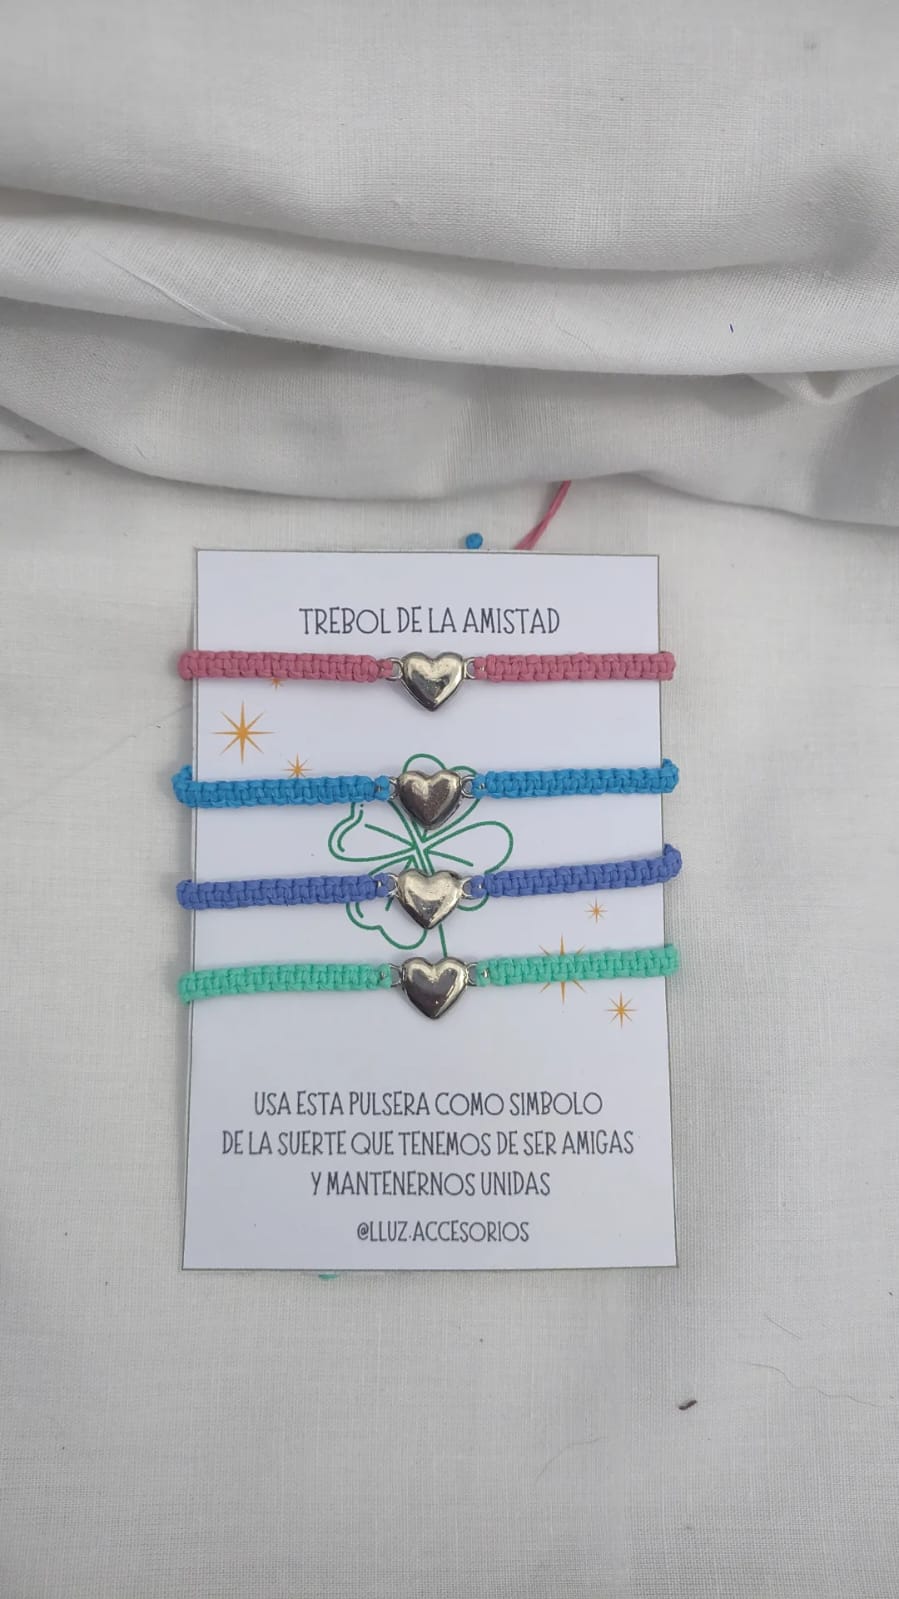 TREBOL DE LA AMISTAD
USA ESTA PULSERA COMO SIMBOLO
DE LA SUERTE QUE TENEMOS DE SER AMIGAS
Y MANTENERNOS UNIDAS
@LLUZ.ACCESORIOS